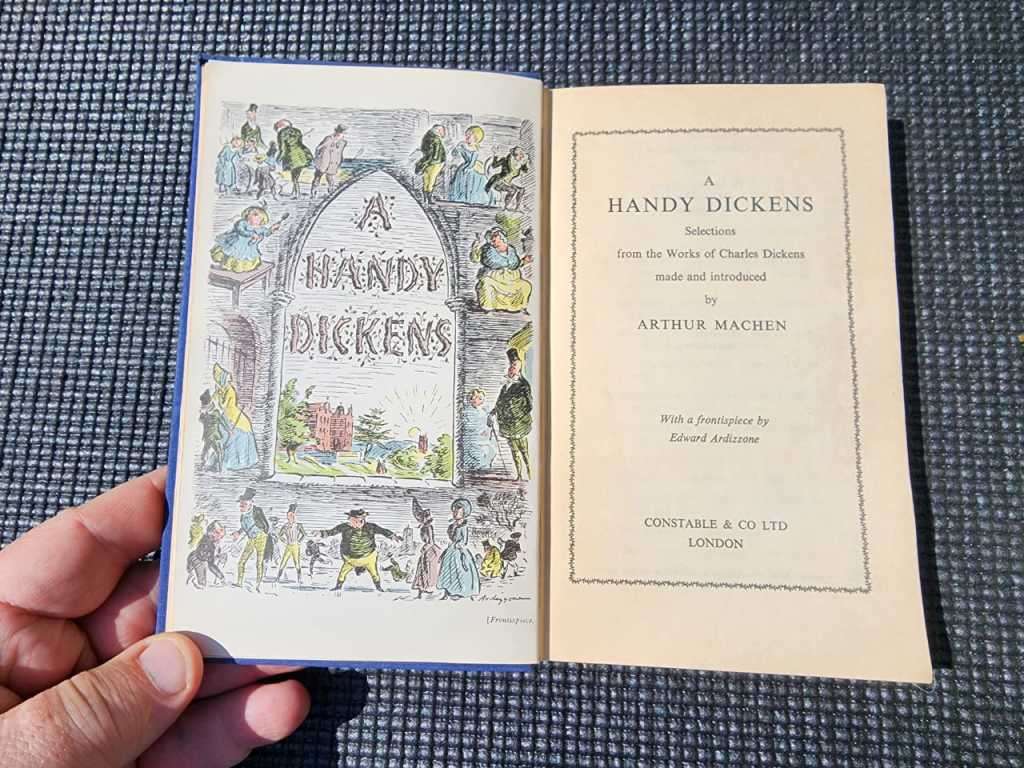 A
HANDY
DICKENS
Ardizzone
[Frontispiece.
A
HANDY DICKENS
Selections
from the Works of Charles Dickens
made and introduced
by
ARTHUR MACHEN
With a frontispiece by
Edward Ardizzone
CONSTABLE & CO LTD
LONDON